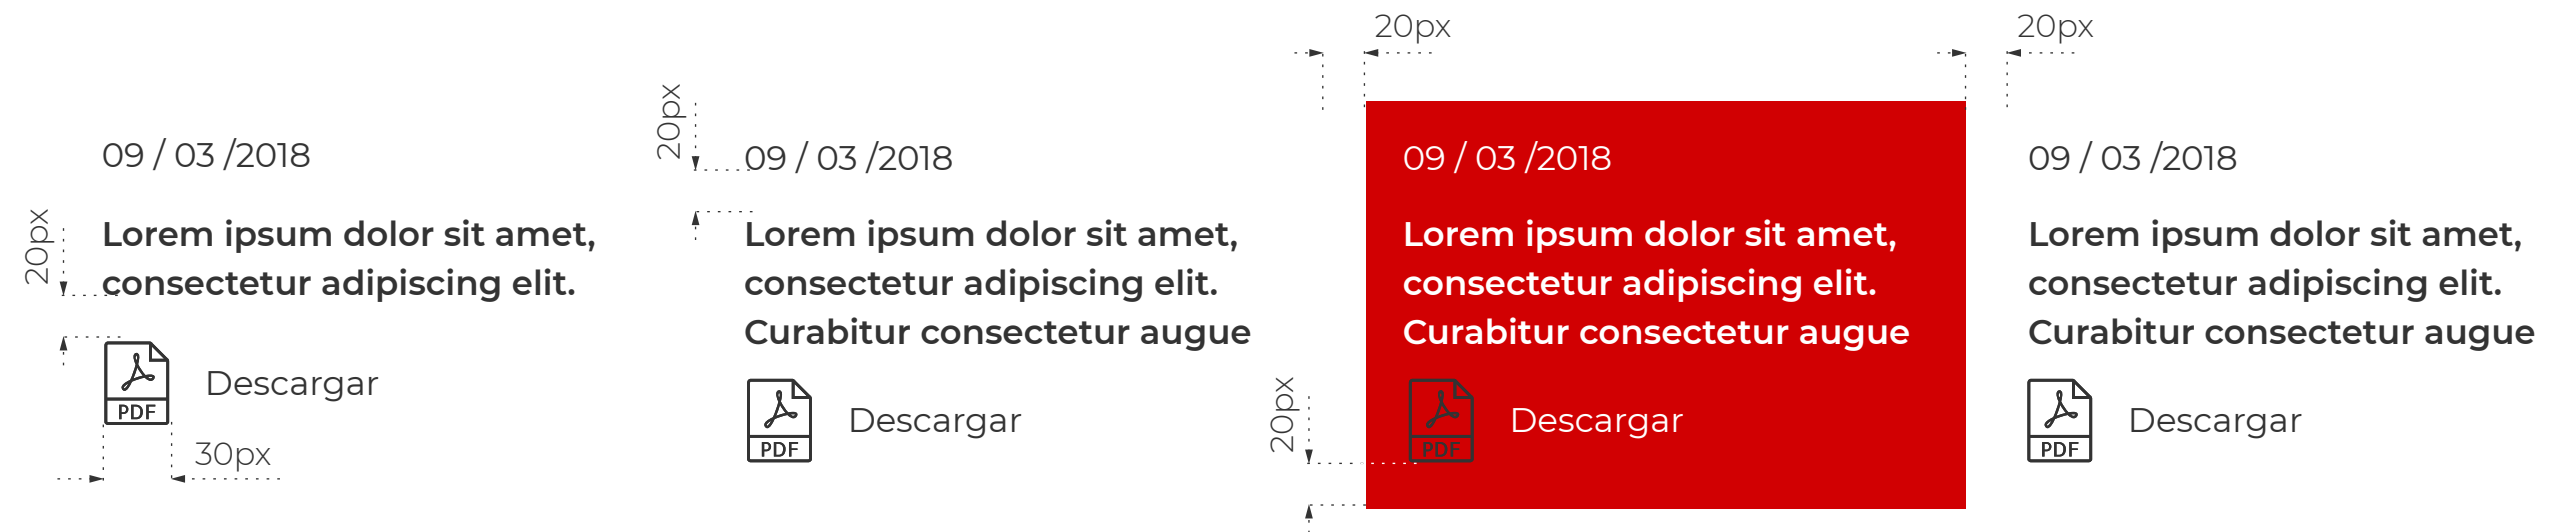 20px
20px
20px
09 / 03 /2018
09 / 03 /2018
09 / 03 /2018
09 / 03 /2018
20px
Lorem ipsum dolor sit amet,
consectetur adipiscing elit.
Lorem ipsum dolor sit amet,
consectetur adipiscing elit.
Curabitur consectetur augue
Lorem ipsum dolor sit amet,
consectetur adipiscing elit.
Curabitur consectetur augue
Lorem ipsum dolor sit amet,
consectetur adipiscing elit.
Curabitur consectetur augue
PDF
Descargar
30px
PDF
Descargar
20px
PDF
Descargar
PDF
Descargar